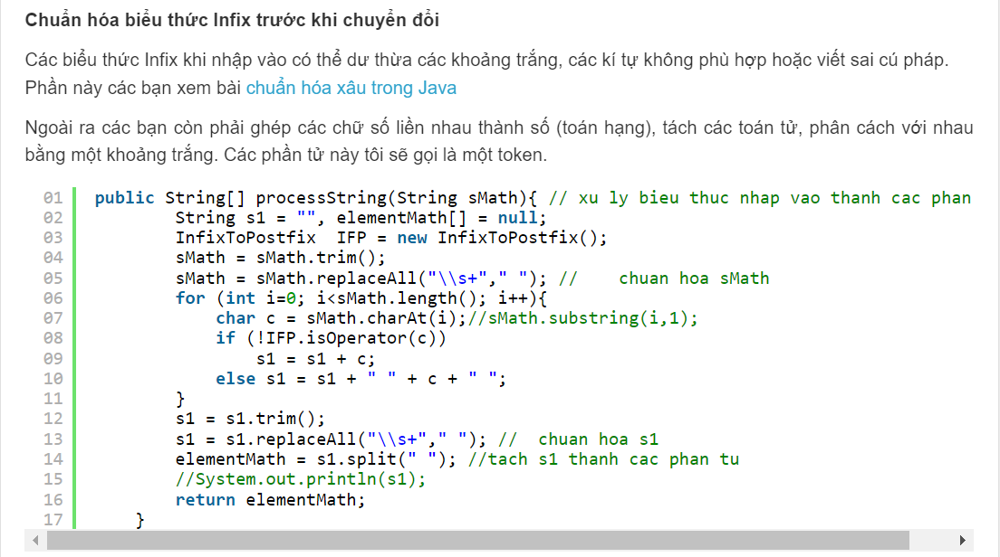 Chuẩn hóa biểu thức Infix trước khi chuyển đổi
Các biểu thức Infix khi nhập vào có thể dư thừa các khoảng trắng, các kí tự không phù hợp hoặc viết sai cú pháp.
Phần này các bạn xem bài chuẩn hóa xâu trong Java
Ngoài ra các bạn còn phải ghép các chữ số liền nhau thành số (toán hạng), tách các toán tử, phân cách với nhau
bằng một khoảng trắng. Các phần tử này tôi sẽ gọi là một token.
01 public String[] processString(String sMath){ // xu ly bieu thuc nhap vao thanh cac phan
02         String s1 = "", elementMath[] = null;
03         InfixToPostfix  IFP = new InfixToPostfix();
04         sMath = sMath.trim();
05         sMath = sMath.replaceAll("\\s+"," "); //    chuan hoa sMath
06         for (int i=0; i<sMath.length(); i++){
07             char c = sMath.charAt(i);//sMath.substring(i,1);
08             if (!IFP.isOperator(c))
09                 s1 = s1 + c;
10             else s1 = s1 + " " + c + " ";
11         }
12         s1 = s1.trim();
13         s1 = s1.replaceAll("\\s+"," "); //  chuan hoa s1
14         elementMath = s1.split(" "); //tach s1 thanh cac phan tu
15         //System.out.println(s1);
16         return elementMath;
17     }